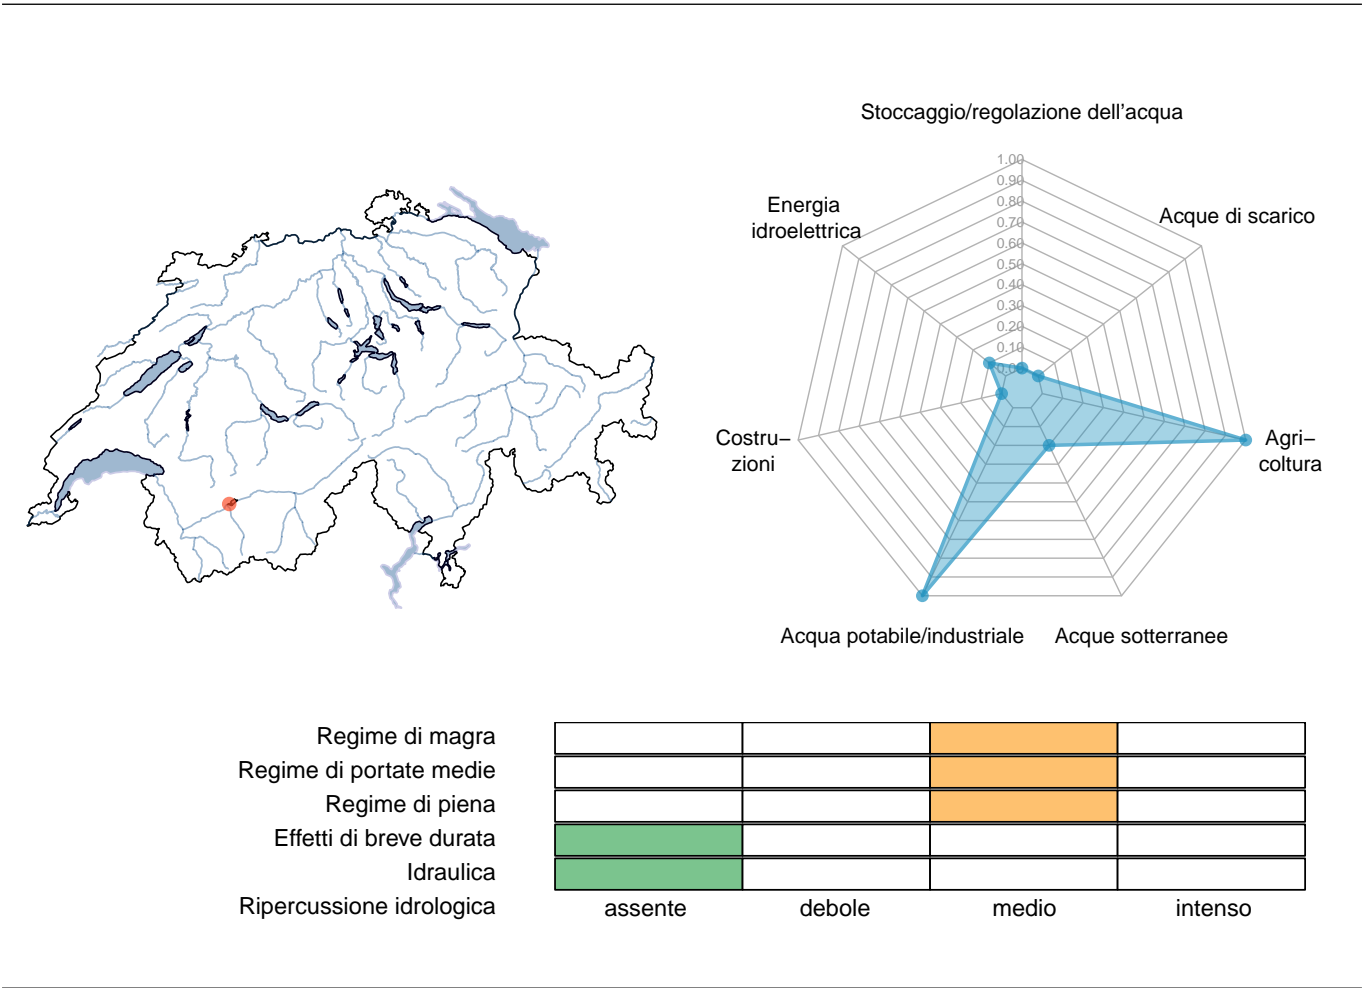 Stoccaggio/regolazione dell'acqua
1.00
0.90
0.80
0.70
0.60
0.50
0.40
0.30
0.20
0.10
Energia
idroelettrica
Acque di scarico
Costru–
zioni
Agri–
coltura
Acqua potabile/industriale
Acque sotterranee
Regime di magra
Regime di portate medie
Regime di piena
Effetti di breve durata
Idraulica
Ripercussione idrologica
assente
debole
medio
intenso